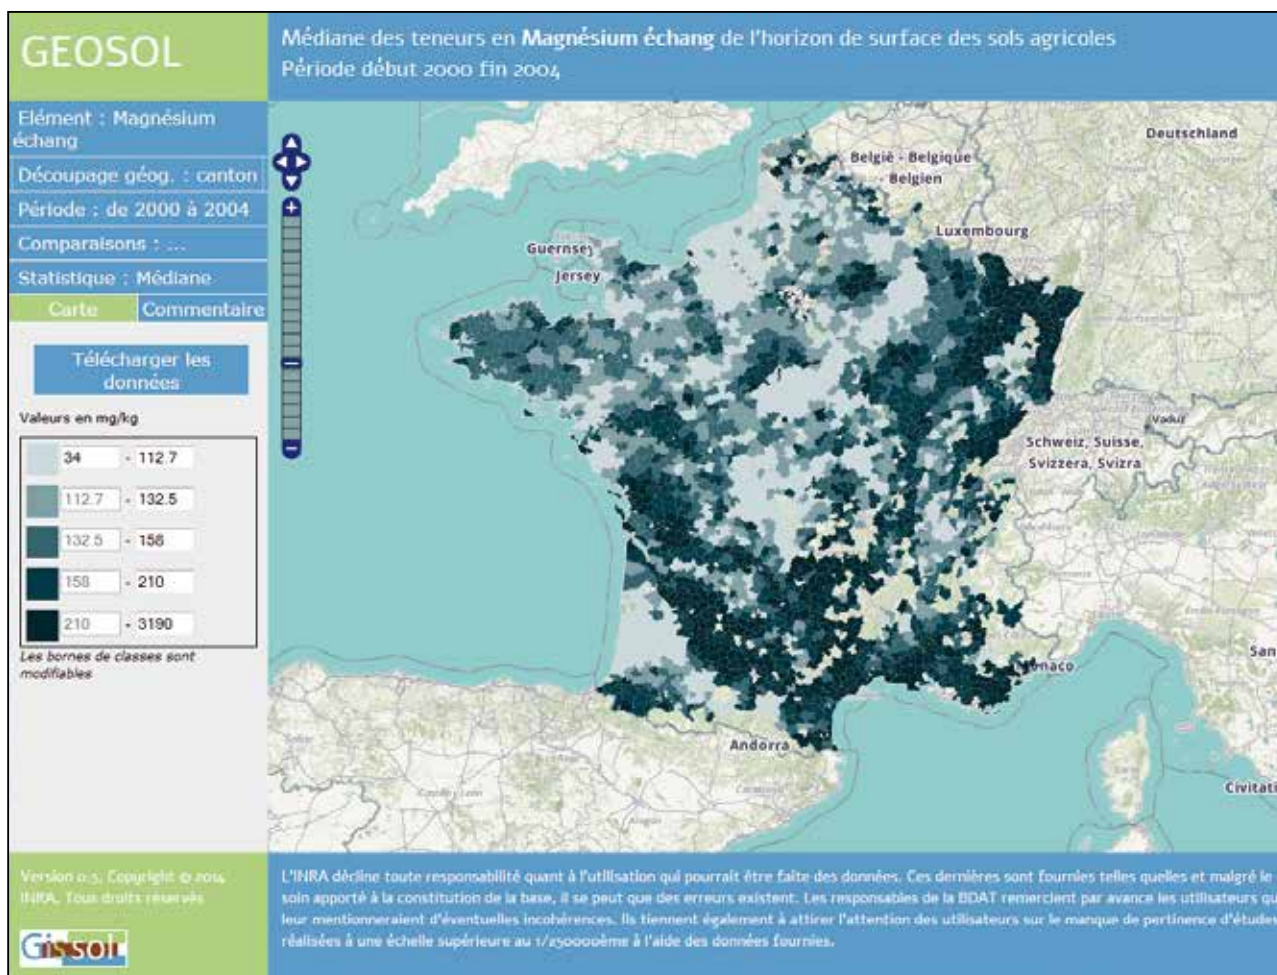 GEOSOL
Médiane des teneurs en Magnésium échang de l'horizon de surface des sols agricoles
Période début 2000 fin 2004
Elément : Magnésium
échang
Découpage géog. : canton
Période : de 2000 à 2004
Comparaisons : ...
Statistique : Médiane
Carte
Commentaire
Télécharger les
données
Valeurs en mg/kg
34 - 112.7
112.7 - 132.5
132.5 - 158
158 - 210
210 - 3190
Les bornes de classes sont
modifiables
Deutschland
België - Belgique
- Belgien
Luxembourg
Guernsey
Jersey
Vaduz
Schweiz, Suisse,
Svizzera, Svizra
Monaco
San
Andorra
Civitati
Version 0.5, Copyright © 2014
INRA. Tous droits réservés
Gissol
L'INRA décline toute responsabilité quant à l'utilisation qui pourrait être faite des données. Ces dernières sont fournies telles quelles et malgré le
soin apporté à la constitution de la base, il se peut que des erreurs existent. Les responsables de la BDAT remercient par avance les utilisateurs qu
leur mentionneraient d'éventuelles incohérences. Ils tiennent également à attirer l'attention des utilisateurs sur le manque de pertinence d'études
réalisées à une échelle supérieure au 1/250000ème à l'aide des données fournies.